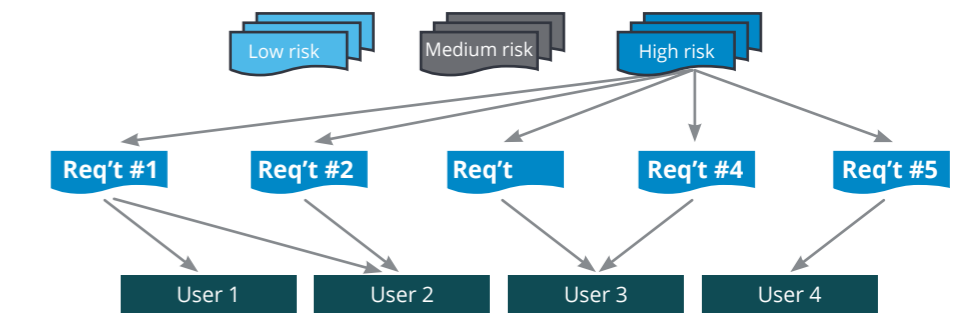 Low risk
Medium risk
High risk
Req’t #1
Req’t #2
Req’t
Req’t #4
Req’t #5
User 1
User 2
User 3
User 4